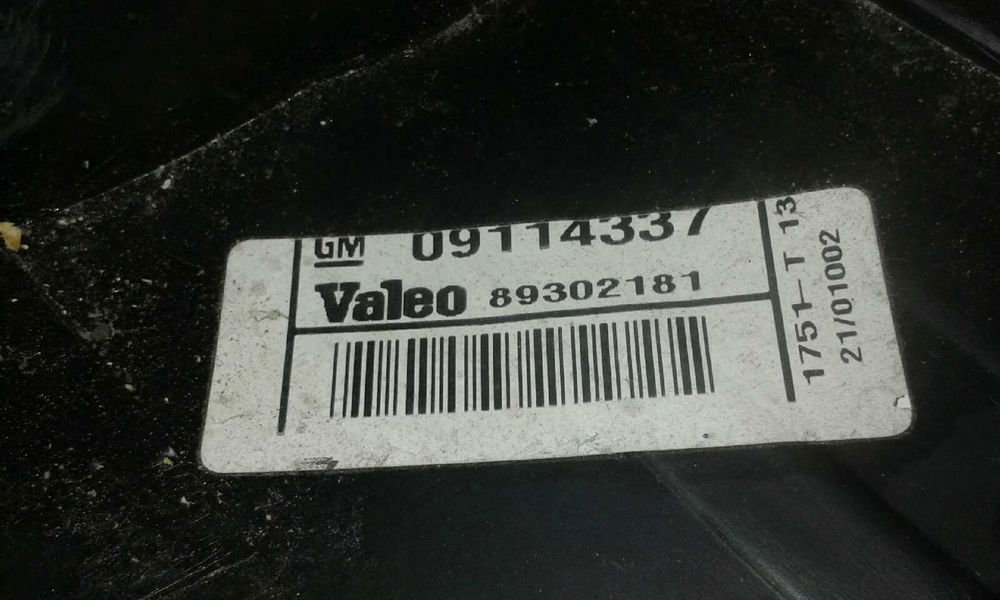 GM 09114337
Valeo 89302181
1751-T 13
21/01002